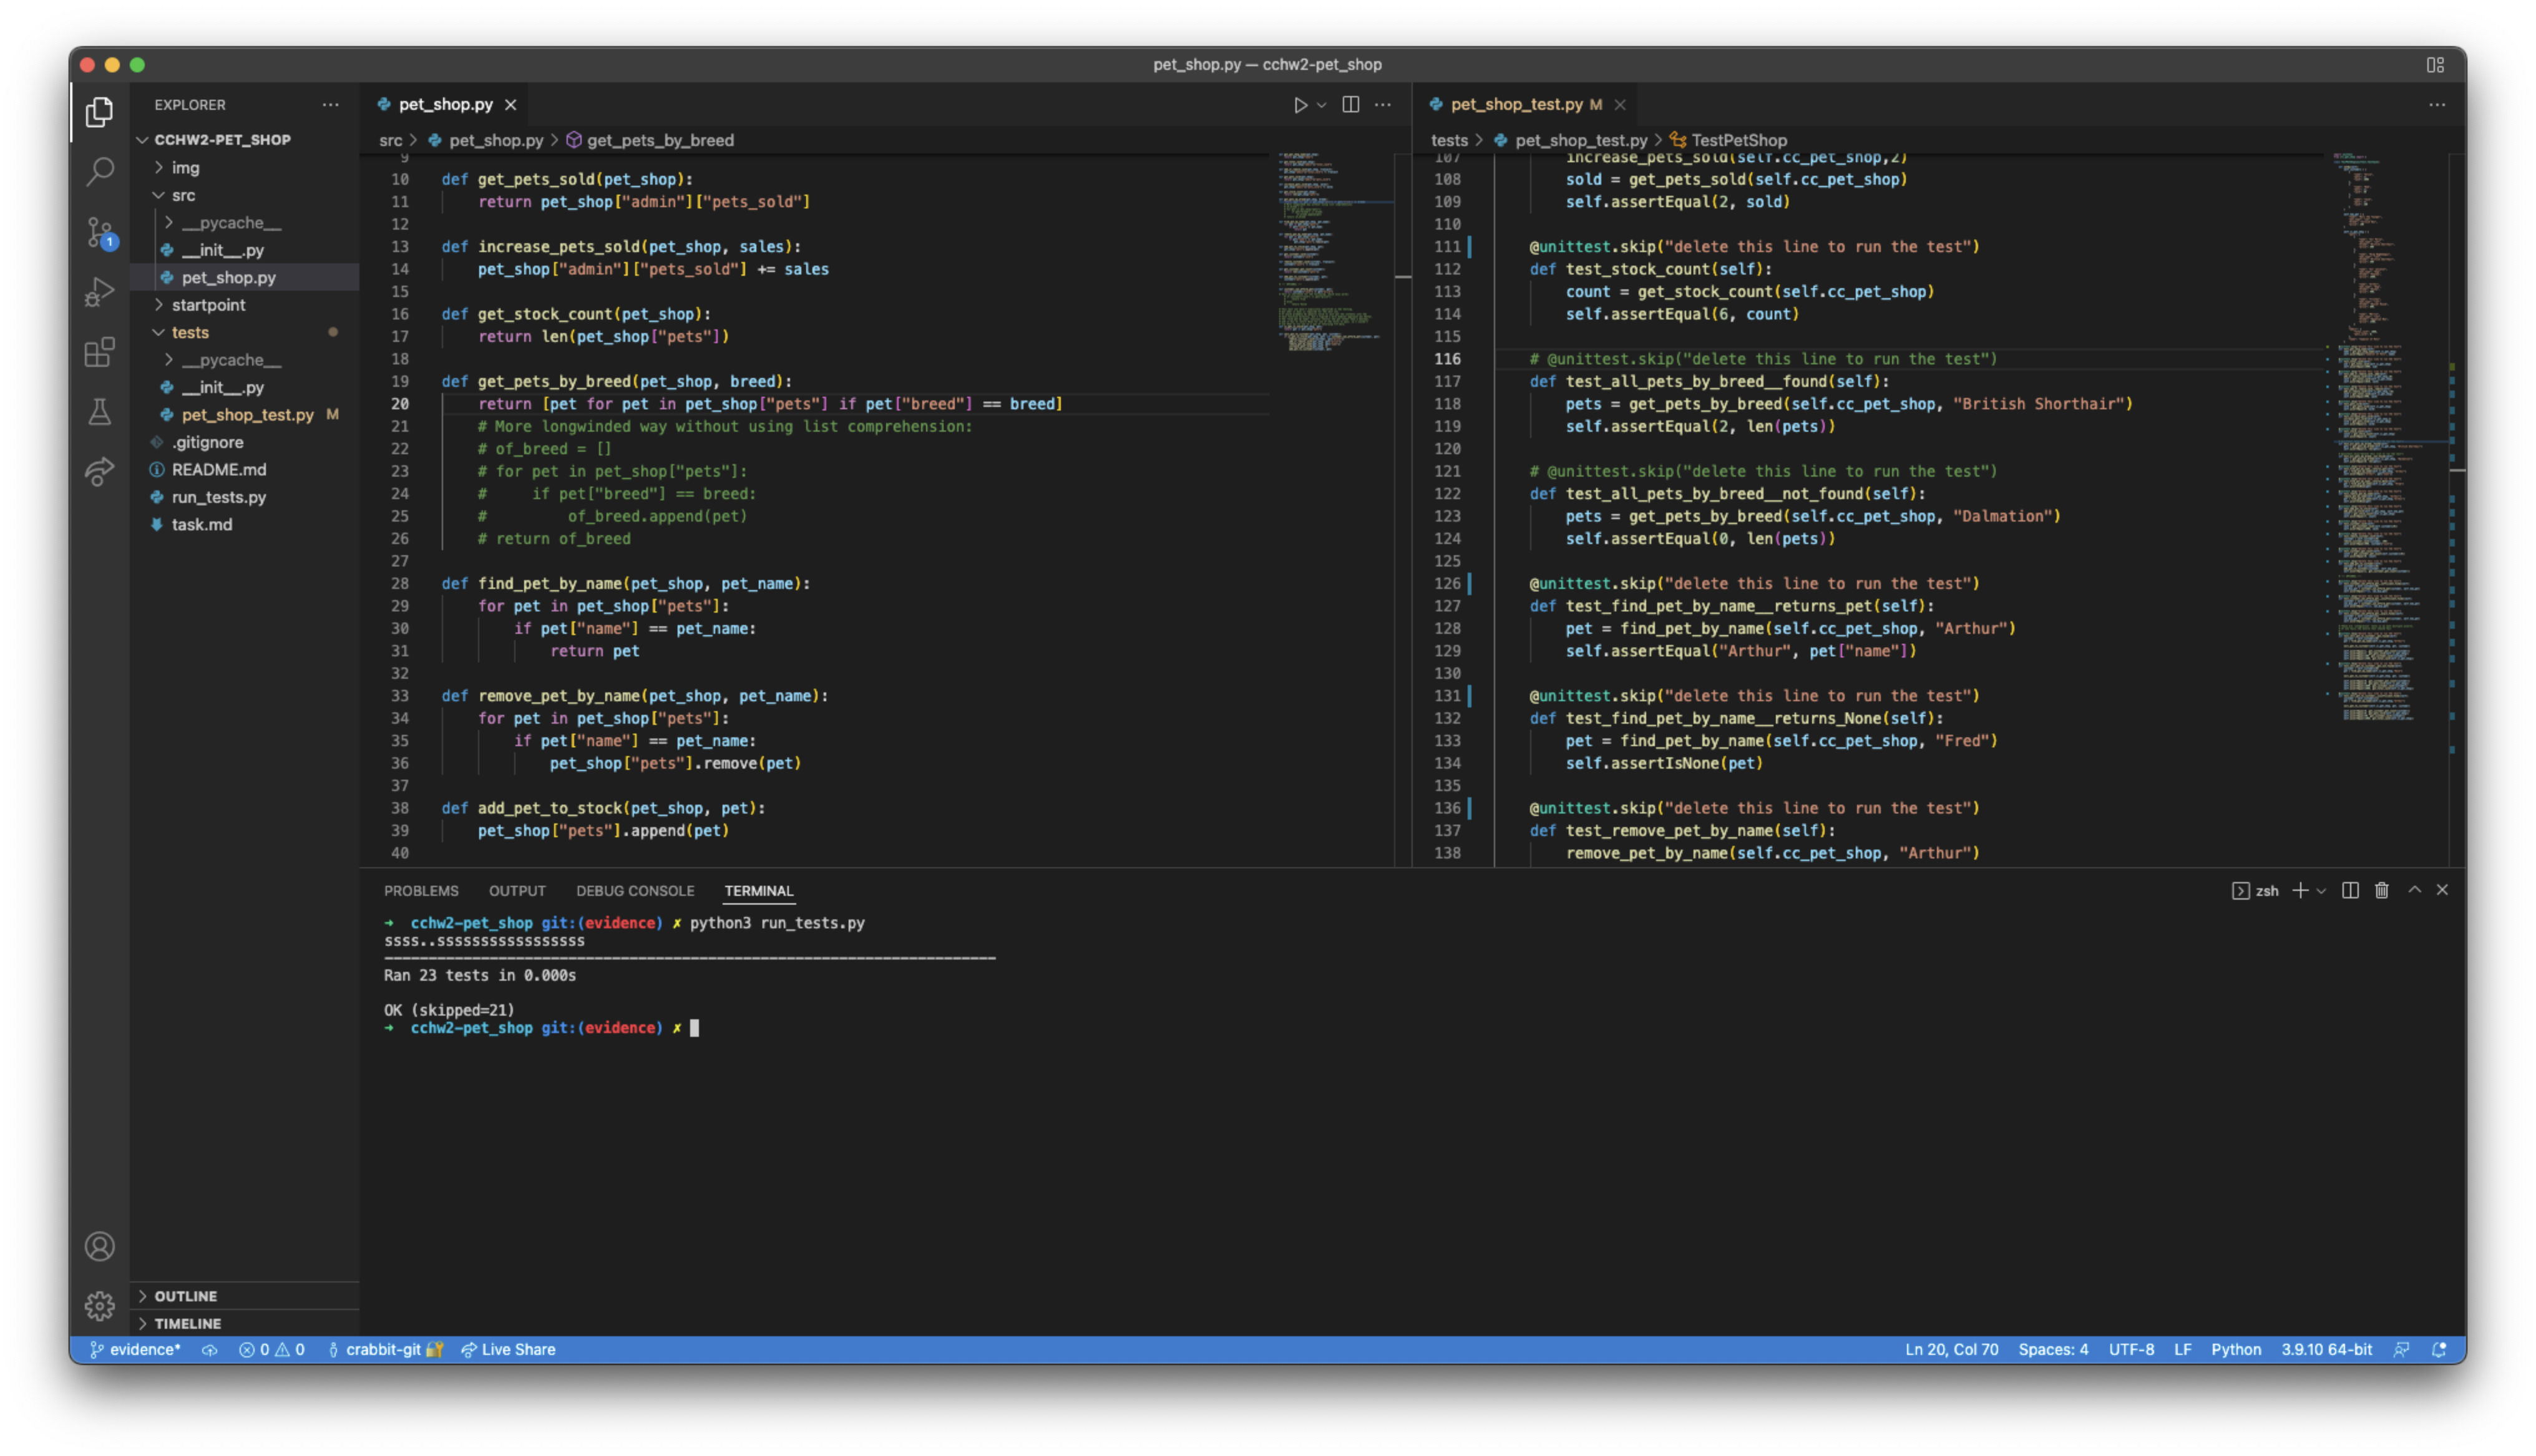 pet_shop.py — cchw2-pet_shop
EXPLORER
CCHW2-PET_SHOP
img
src
__pycache__
__init__.py
pet_shop.py
startpoint
tests
__pycache__
__init__.py
pet_shop_test.py M
.gitignore
README.md
run_tests.py
task.md
OUTLINE
TIMELINE
1
pet_shop.py
src > pet_shop.py > get_pets_by_breed
9
10 def get_pets_sold(pet_shop):
11     return pet_shop["admin"]["pets_sold"]
12
13 def increase_pets_sold(pet_shop, sales):
14     pet_shop["admin"]["pets_sold"] += sales
15
16 def get_stock_count(pet_shop):
17     return len(pet_shop["pets"])
18
19 def get_pets_by_breed(pet_shop, breed):
20     return [pet for pet in pet_shop["pets"] if pet["breed"] == breed]
21     # More longwinded way without using list comprehension:
22     # of_breed = []
23     # for pet in pet_shop["pets"]:
24     #     if pet["breed"] == breed:
25     #         of_breed.append(pet)
26     # return of_breed
27
28 def find_pet_by_name(pet_shop, pet_name):
29     for pet in pet_shop["pets"]:
30         if pet["name"] == pet_name:
31             return pet
32
33 def remove_pet_by_name(pet_shop, pet_name):
34     for pet in pet_shop["pets"]:
35         if pet["name"] == pet_name:
36             pet_shop["pets"].remove(pet)
37
38 def add_pet_to_stock(pet_shop, pet):
39     pet_shop["pets"].append(pet)
40
pet_shop_test.py M
tests > pet_shop_test.py > TestPetShop
107         increase_pets_sold(self.cc_pet_shop,2)
108         sold = get_pets_sold(self.cc_pet_shop)
109         self.assertEqual(2, sold)
110
111     @unittest.skip("delete this line to run the test")
112     def test_stock_count(self):
113         count = get_stock_count(self.cc_pet_shop)
114         self.assertEqual(6, count)
115
116     # @unittest.skip("delete this line to run the test")
117     def test_all_pets_by_breed__found(self):
118         pets = get_pets_by_breed(self.cc_pet_shop, "British Shorthair")
119         self.assertEqual(2, len(pets))
120
121     # @unittest.skip("delete this line to run the test")
122     def test_all_pets_by_breed__not_found(self):
123         pets = get_pets_by_breed(self.cc_pet_shop, "Dalmation")
124         self.assertEqual(0, len(pets))
125
126     @unittest.skip("delete this line to run the test")
127     def test_find_pet_by_name__returns_pet(self):
128         pet = find_pet_by_name(self.cc_pet_shop, "Arthur")
129         self.assertEqual("Arthur", pet["name"])
130
131     @unittest.skip("delete this line to run the test")
132     def test_find_pet_by_name__returns_None(self):
133         pet = find_pet_by_name(self.cc_pet_shop, "Fred")
134         self.assertIsNone(pet)
135
136     @unittest.skip("delete this line to run the test")
137     def test_remove_pet_by_name(self):
138         remove_pet_by_name(self.cc_pet_shop, "Arthur")
PROBLEMS OUTPUT DEBUG CONSOLE TERMINAL
zsh
→ cchw2-pet_shop git:(evidence) ✗ python3 run_tests.py
ssss..sssssssssssssssss
----------------------------------------------------------------------
Ran 23 tests in 0.000s
OK (skipped=21)
→ cchw2-pet_shop git:(evidence) ✗
evidence* 0 0 crabbit-git Live Share
Ln 20, Col 70 Spaces: 4 UTF-8 LF Python 3.9.10 64-bit